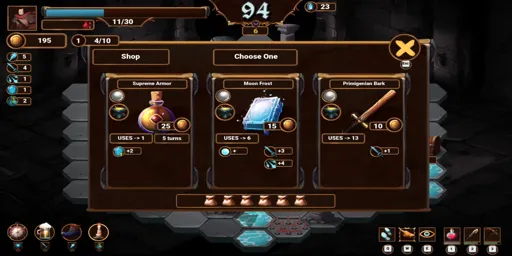 94
23
11/30
6
195
1
4/10
Shop
Choose One
5
4
1
1
2
Supreme Armor
Moon Frost
Primigenian Bark
25
15
10
USES -> 1
5 turns
USES -> 6
USES -> 13
+2
+
+3
+1
+4